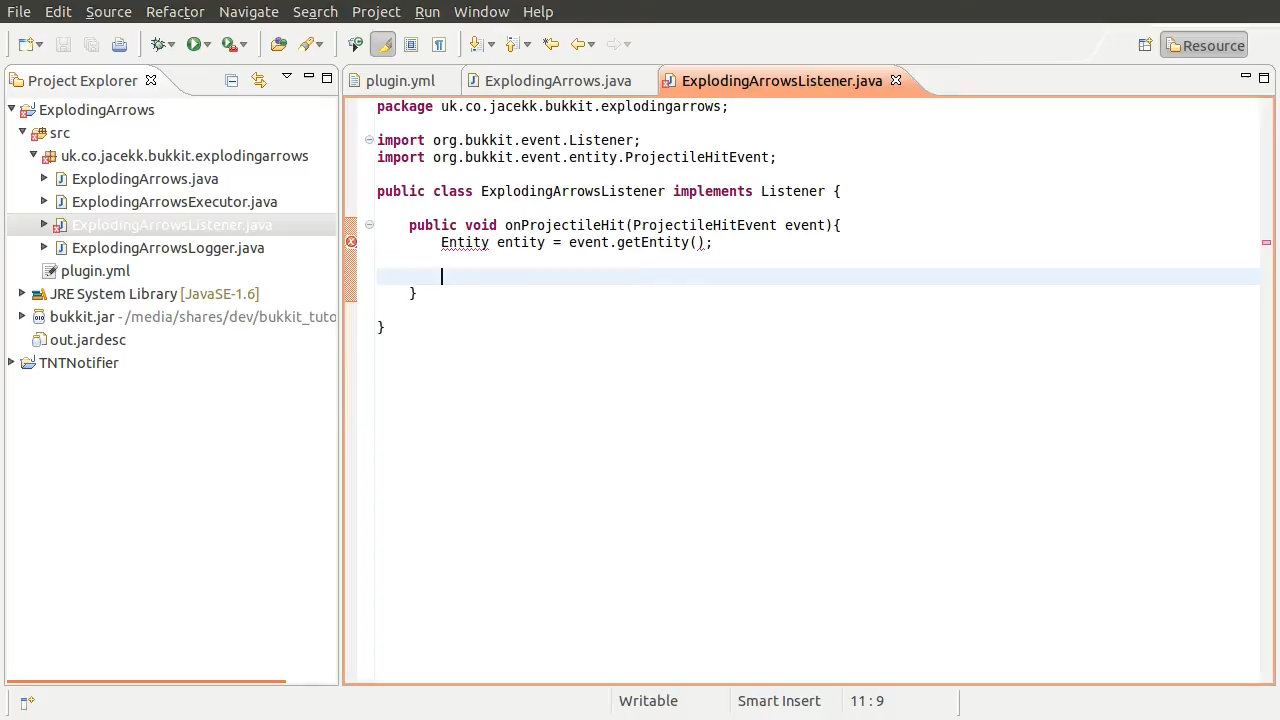 File Edit Source Refactor Navigate Search Project Run Window Help
Resource
Project Explorer
plugin.yml
ExplodingArrows.java
ExplodingArrowsListener.java
ExplodingArrows
src
uk.co.jacekk.bukkit.explodingarrows
ExplodingArrows.java
ExplodingArrowsExecutor.java
ExplodingArrowsListener.java
ExplodingArrowsLogger.java
plugin.yml
JRE System Library [JavaSE-1.6]
bukkit.jar - /media/shares/dev/bukkit_tuto
out.jardesc
TNTNotifier
package uk.co.jacekk.bukkit.explodingarrows;
import org.bukkit.event.Listener;
import org.bukkit.event.entity.ProjectileHitEvent;
public class ExplodingArrowsListener implements Listener {
public void onProjectileHit(ProjectileHitEvent event){
Entity entity = event.getEntity();
}
}
Writable
Smart Insert
11 : 9